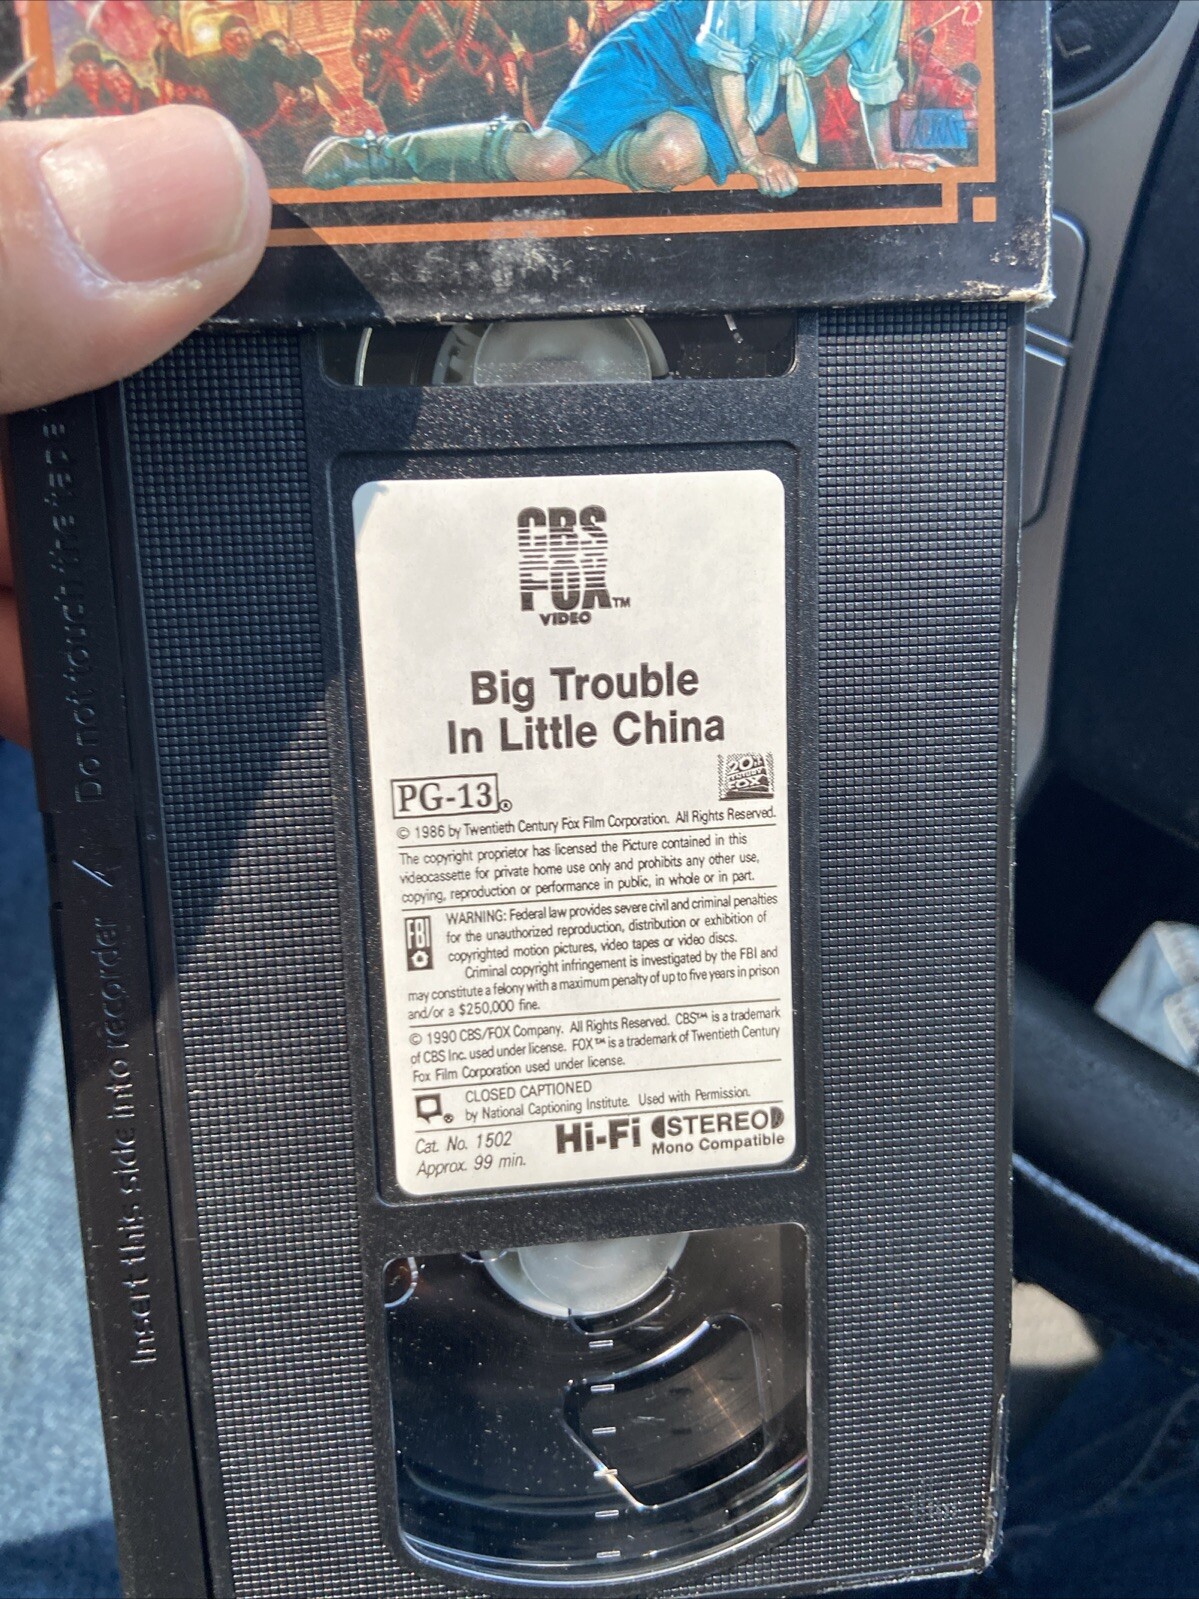 CBS
FOX™
VIDEO
Big Trouble
In Little China
PG-13®
20th
CENTURY
FOX
© 1986 by Twentieth Century Fox Film Corporation. All Rights Reserved.
The copyright proprietor has licensed the Picture contained in this
videocassette for private home use only and prohibits any other use,
copying, reproduction or performance in public, in whole or in part.
FBI
WARNING: Federal law provides severe civil and criminal penalties
for the unauthorized reproduction, distribution or exhibition of
copyrighted motion pictures, video tapes or video discs.
Criminal copyright infringement is investigated by the FBI and
may constitute a felony with a maximum penalty of up to five years in prison
and/or a $250,000 fine.
© 1990 CBS/FOX Company. All Rights Reserved. CBS™ is a trademark
of CBS Inc. used under license. FOX™ is a trademark of Twentieth Century
Fox Film Corporation used under license.
CLOSED CAPTIONED
® by National Captioning Institute. Used with Permission.
Cat. No. 1502
Approx. 99 min.
Hi-Fi STEREO
Mono Compatible
Insert this side into recorder
Do not touch the tape